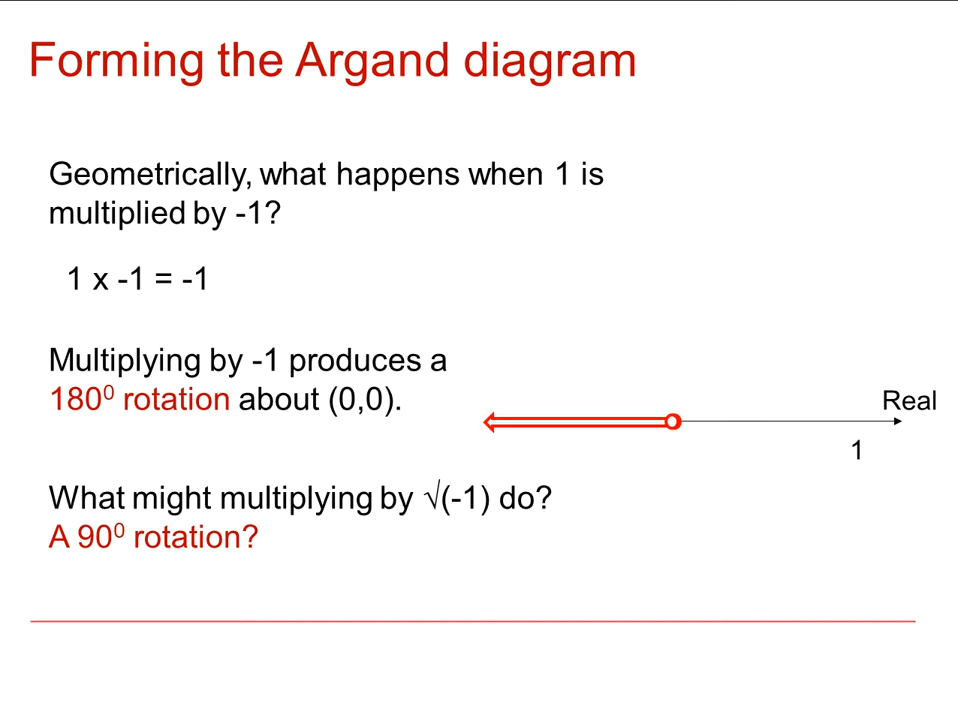 Forming the Argand diagram
Geometrically, what happens when 1 is
multiplied by -1?
1 x -1 = -1
Multiplying by -1 produces a
180⁰ rotation about (0,0).
Real
1
What might multiplying by √(-1) do?
A 90⁰ rotation?